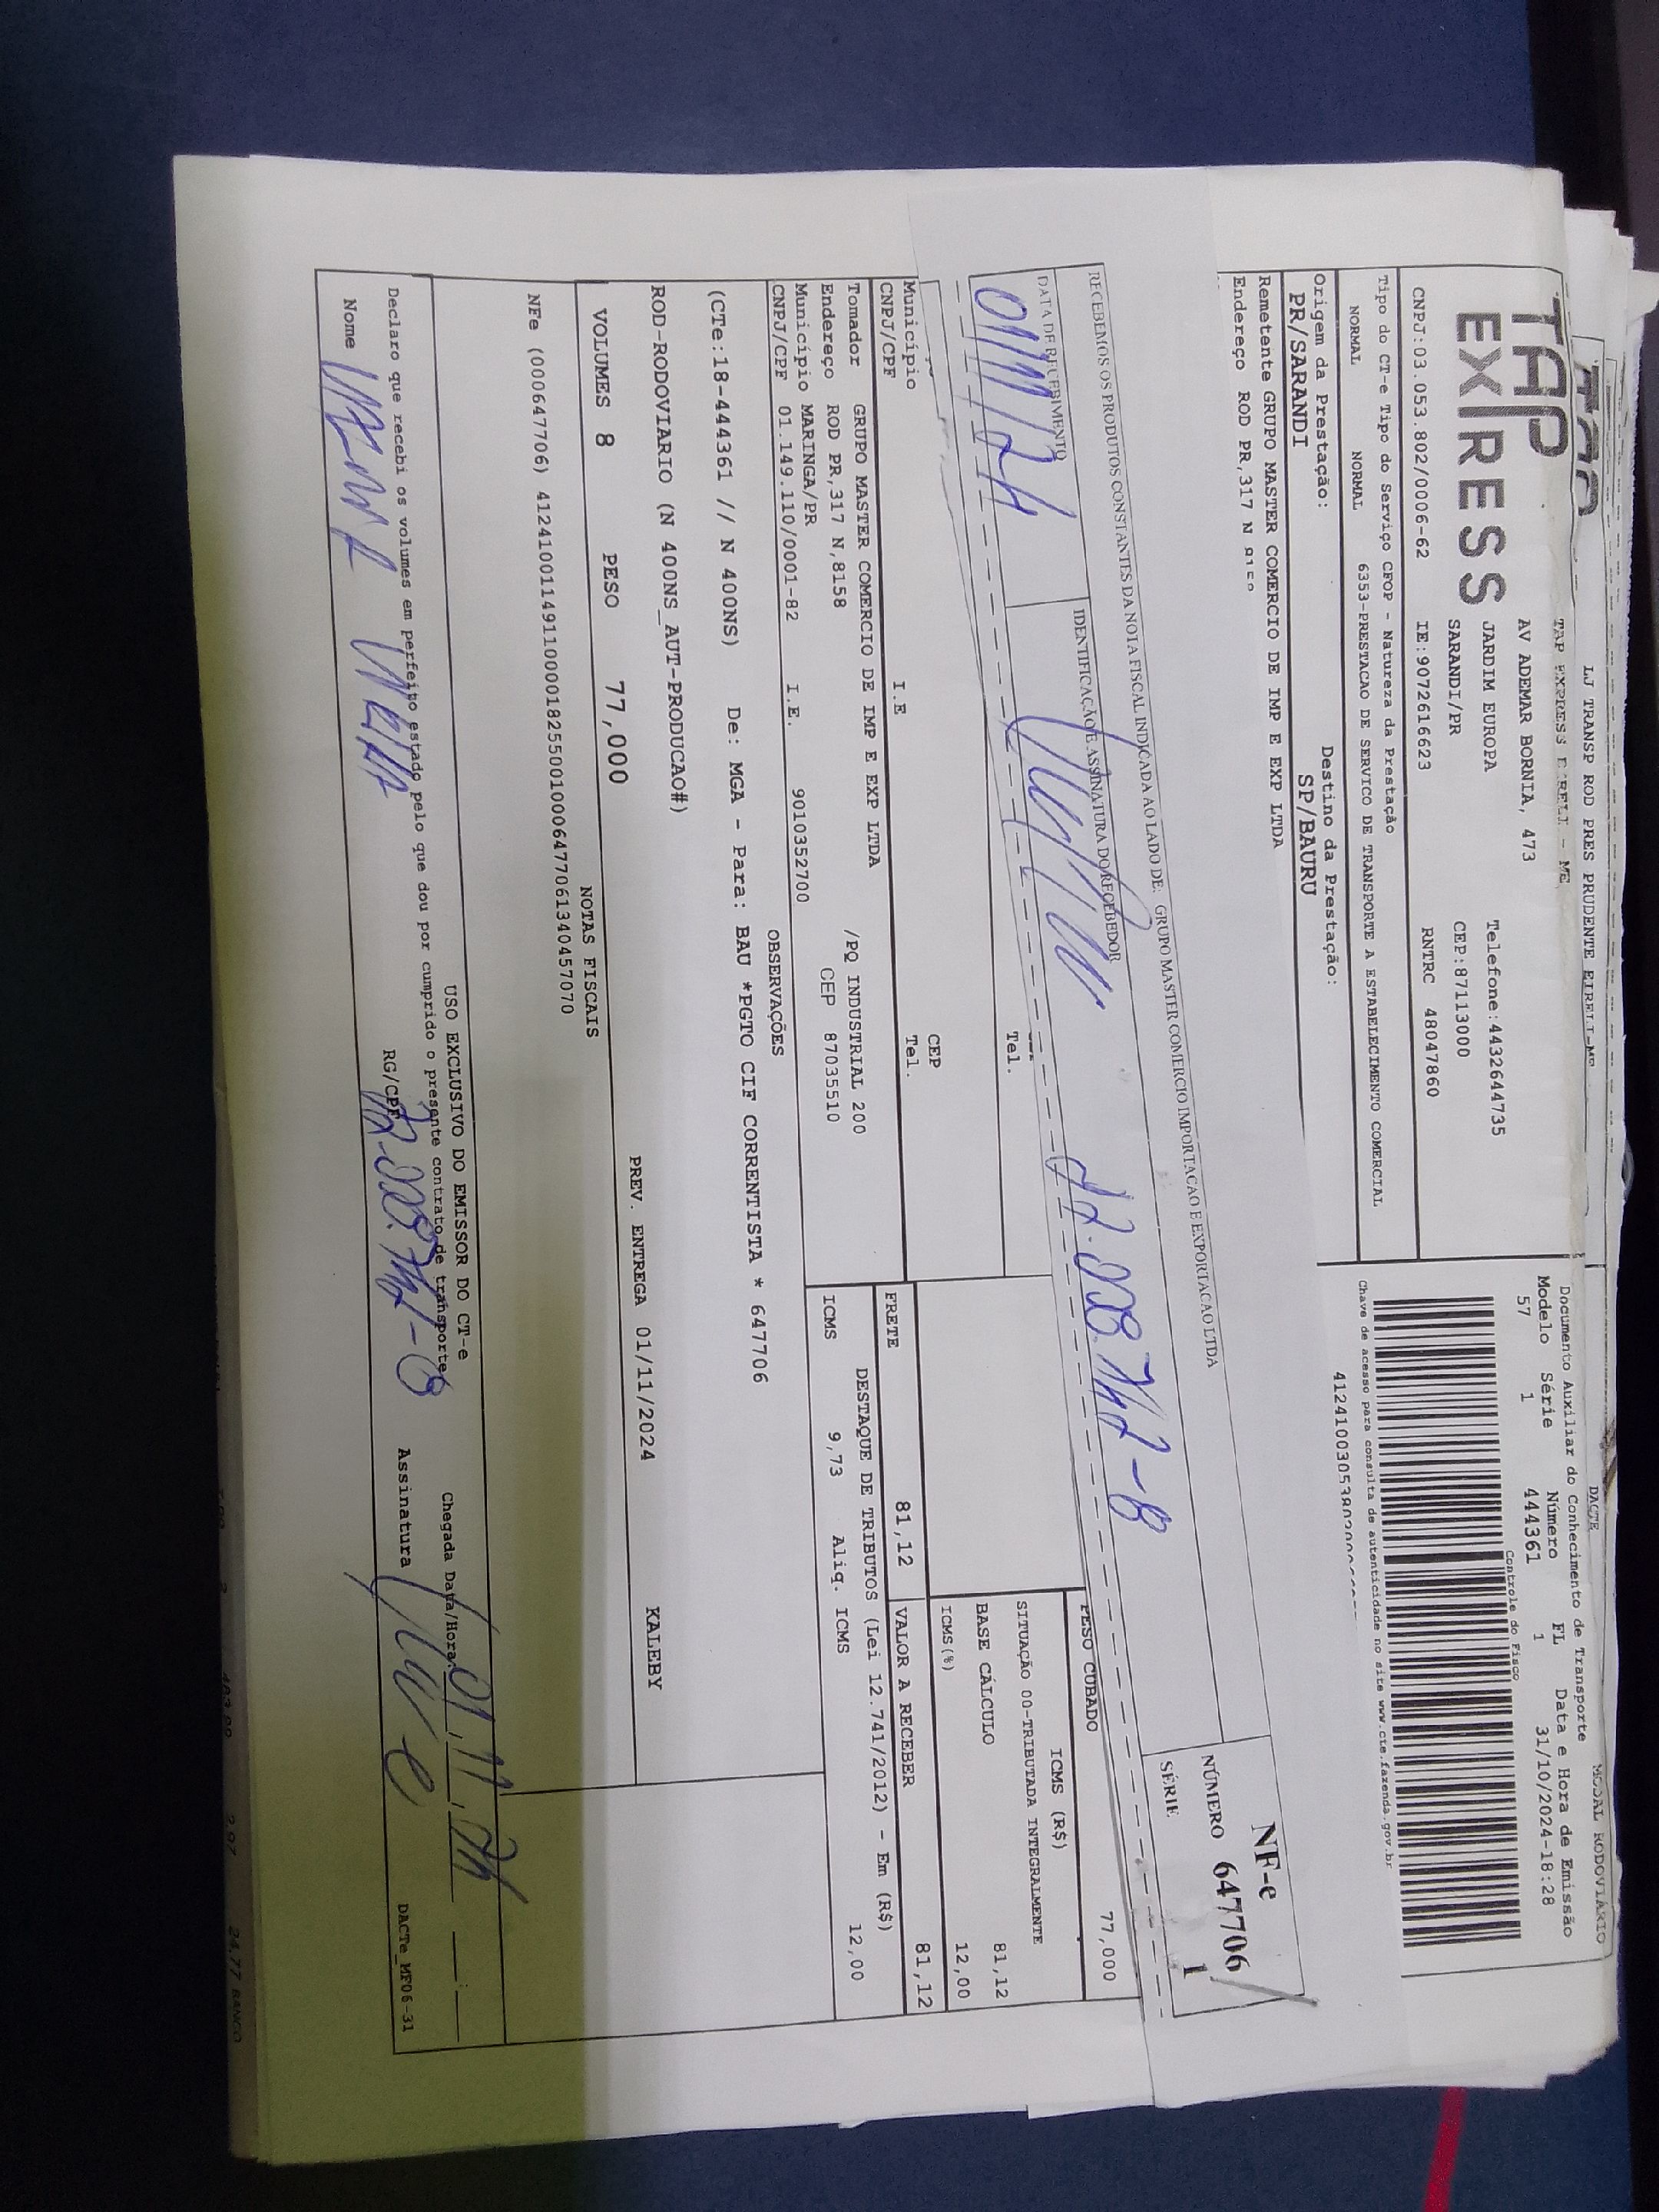 LJ TRANSP ROD PRES PRUDENTE EIRELI-ME
DACTE
MODAL RODOVIÁRIO
TAP EXPRESS
TAP EXPRESS EIRELI - ME
AV ADEMAR BORNIA, 473
JARDIM EUROPA
Telefone:4432644735
SARANDI/PR
CEP:87113000
CNPJ:03.053.802/0006-62 IE:9072616623 RNTRC 48047860
Documento Auxiliar do Conhecimento de Transporte
Modelo Série Número FL Data e Hora de Emissão
57 1 444361 1 31/10/2024-18:28
Controle do Fisco
Tipo do CT-e Tipo do Serviço CFOP - Natureza da Prestação
NORMAL NORMAL 6353-PRESTACAO DE SERVICO DE TRANSPORTE A ESTABELECIMENTO COMERCIAL
Chave de acesso para consulta de autenticidade no site www.cte.fazenda.gov.br
Origem da Prestação: Destino da Prestação:
PR/SARANDI SP/BAURU
Remetente GRUPO MASTER COMERCIO DE IMP E EXP LTDA
Endereço ROD PR,317 N
RECEBEMOS OS PRODUTOS CONSTANTES DA NOTA FISCAL INDICADA AO LADO DE: GRUPO MASTER COMERCIO IMPORTACAO E EXPORTACAO LTDA
NF-e
NÚMERO 647706
SÉRIE 1
DATA DE RECEBIMENTO
IDENTIFICAÇÃO E ASSINATURA DO RECEBEDOR
Tel.
PESO CUBADO 77,000
ICMS (R$)
SITUAÇÃO 00-TRIBUTADA INTEGRALMENTE
BASE CÁLCULO 81,12
ICMS(%) 12,00
Município CEP
CNPJ/CPF I.E Tel.
FRETE 81,12 VALOR A RECEBER 81,12
Tomador GRUPO MASTER COMERCIO DE IMP E EXP LTDA
Endereço ROD PR,317 N,8158 /PQ INDUSTRIAL 200
Município MARINGA/PR CEP 87035510
CNPJ/CPF 01.149.110/0001-82 I.E. 9010352700
DESTAQUE DE TRIBUTOS (Lei 12.741/2012) - Em (R$)
ICMS 9,73 Aliq. ICMS 12,00
OBSERVAÇÕES
(CTe:18-444361 // N 400NS) De: MGA - Para: BAU *PGTO CIF CORRENTISTA * 647706
ROD-RODOVIARIO (N 400NS_AUT-PRODUCAO#)
KALEBY
VOLUMES 8 PESO 77,000 PREV. ENTREGA 01/11/2024
NOTAS FISCAIS
NFe (000647706) 41241001149110000182550010006477061340457070
USO EXCLUSIVO DO EMISSOR DO CT-e
Chegada Data/Hora: 01/11/24
Declaro que recebi os volumes em perfeito estado pelo que dou por cumprido o presente contrato de transporte
Nome RG/CPF Assinatura
DACTe_MF06-31